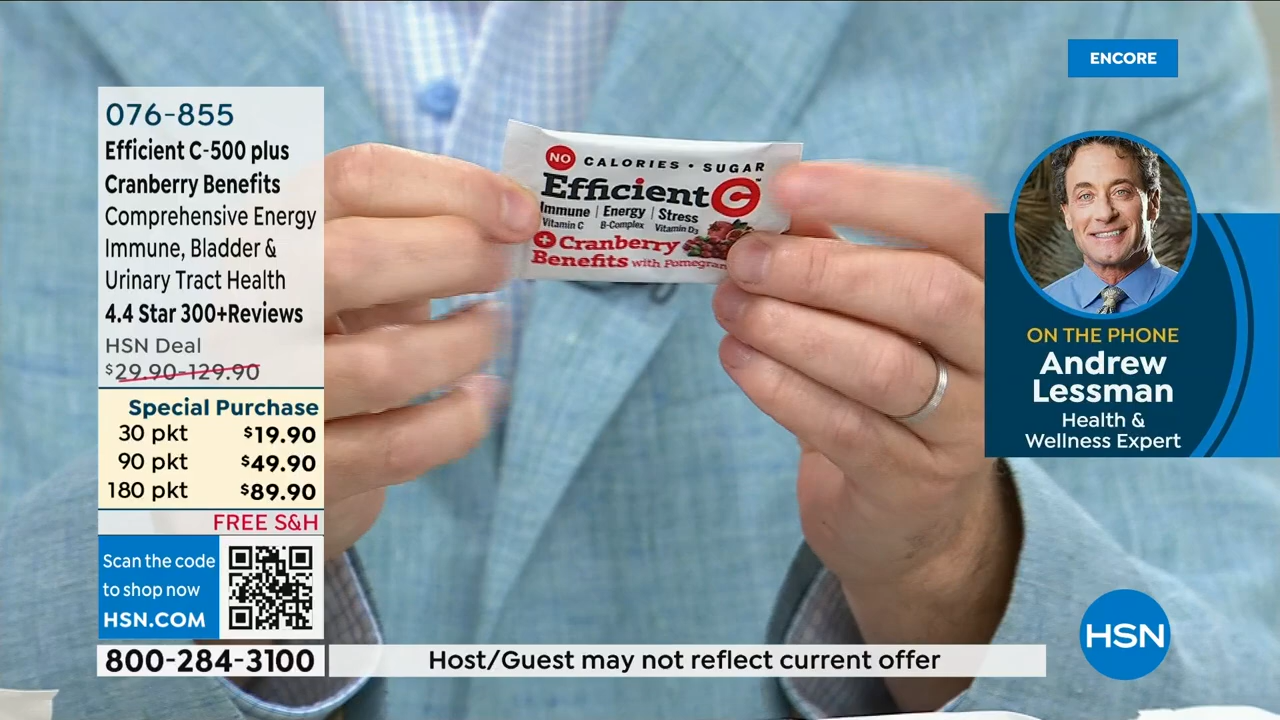 ENCORE
076-855
Efficient C-500 plus
Cranberry Benefits
Comprehensive Energy
Immune, Bladder &
Urinary Tract Health
4.4 Star 300+Reviews
HSN Deal
$29.90-129.90
Special Purchase
30 pkt $19.90
90 pkt $49.90
180 pkt $89.90
FREE S&H
Scan the code
to shop now
HSN.COM
800-284-3100
Host/Guest may not reflect current offer
NO CALORIES • SUGAR
Efficient C™
Immune | Energy | Stress
Vitamin C B-Complex Vitamin D3
+ Cranberry
Benefits with Pomegran
ON THE PHONE
Andrew
Lessman
Health &
Wellness Expert
HSN